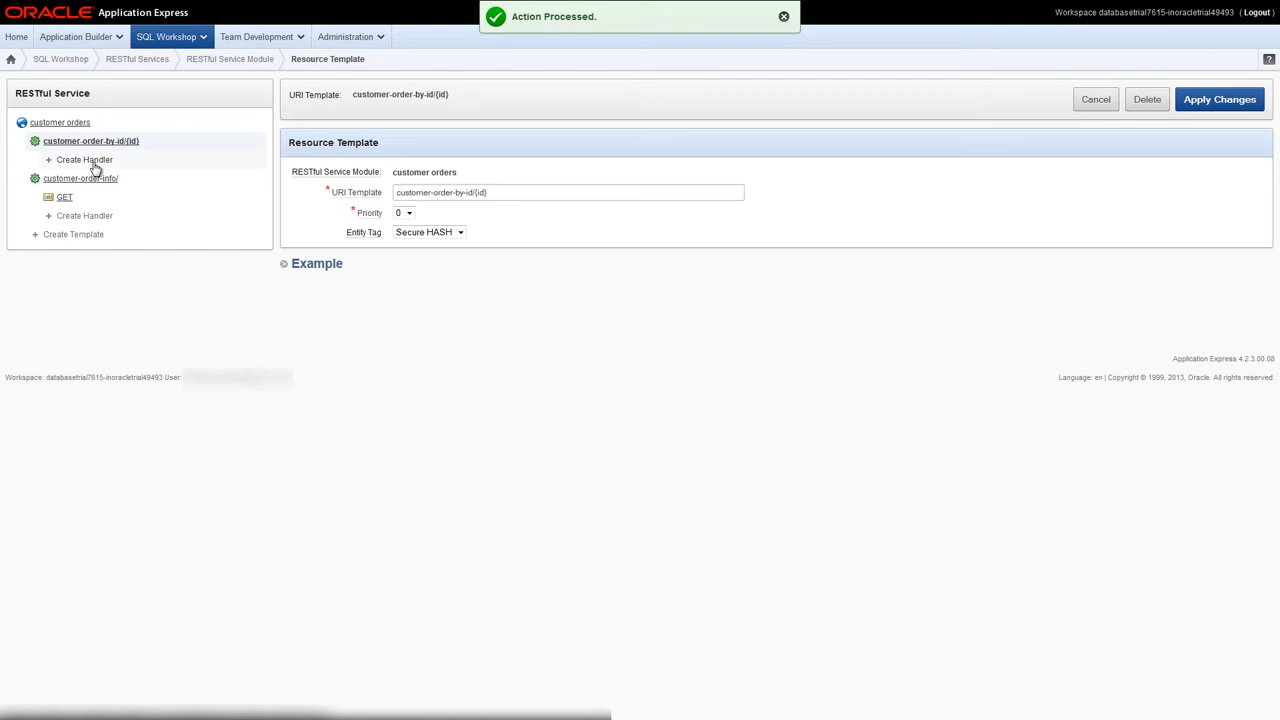 ORACLE Application Express
Action Processed.
Workspace databasetrial7615-inoracletrial49493 ( Logout )
Home
Application Builder
SQL Workshop
Team Development
Administration
SQL Workshop
RESTful Services
RESTful Service Module
Resource Template
?
RESTful Service
customer orders
customer-order-by-id/{id}
+ Create Handler
customer-order-info/
GET
+ Create Handler
+ Create Template
URI Template: customer-order-by-id/{id}
Cancel
Delete
Apply Changes
Resource Template
RESTful Service Module: customer orders
* URI Template customer-order-by-id/{id}
* Priority 0
Entity Tag Secure HASH
Example
Application Express 4.2.3.00.08
Workspace: databasetrial7615-inoracletrial49493 User:
Language: en | Copyright © 1999, 2013, Oracle. All rights reserved.